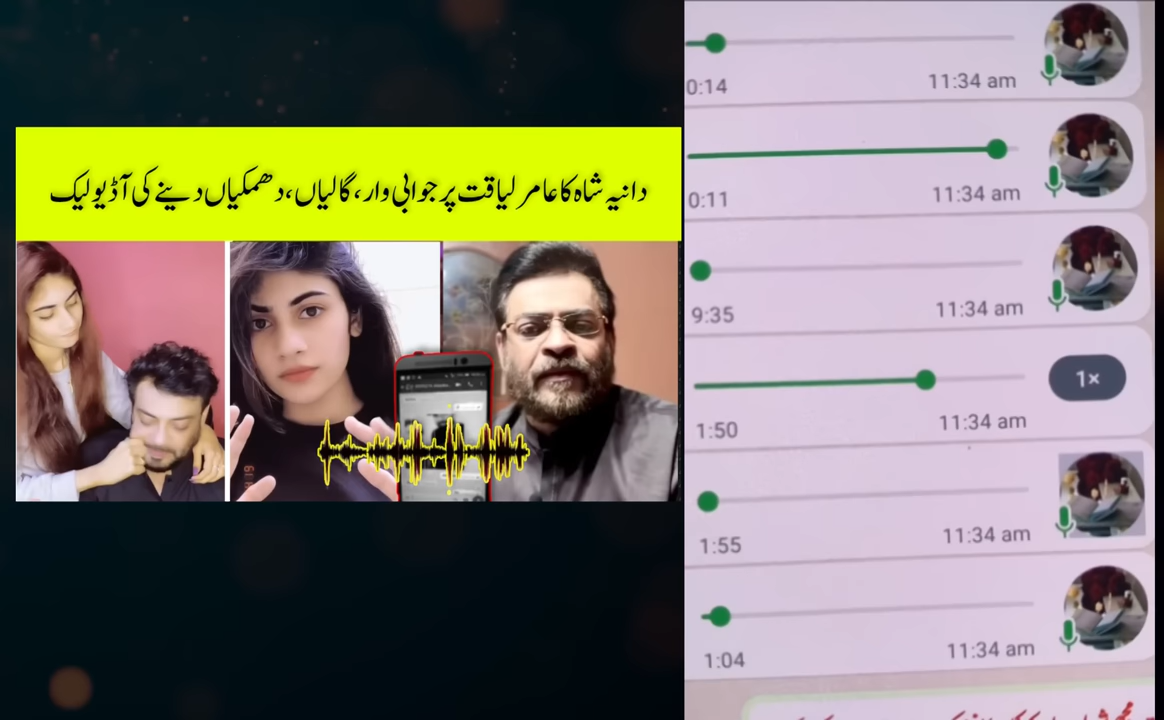 دانیہ شاہ کا عامر لیاقت پر جوابی وار، گالیاں، دھمکیاں دینے کی آڈیو لیک
0:14 11:34 am
0:11 11:34 am
9:35 11:34 am
1×
1:50 11:34 am
1:55 11:34 am
1:04 11:34 am